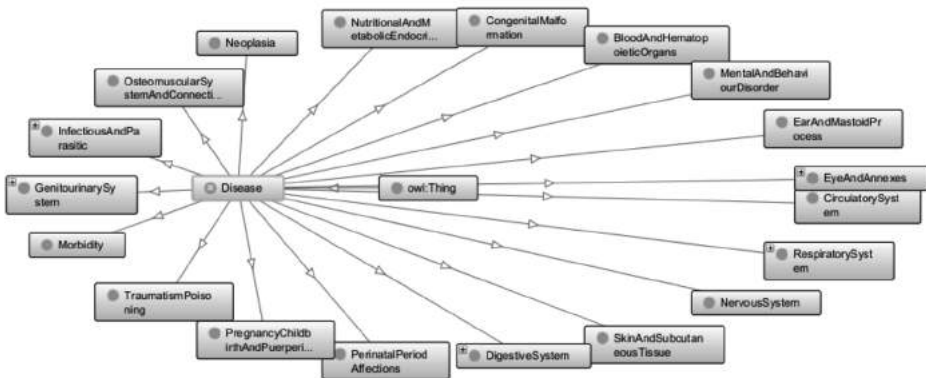 NutritionalAndM
etabolicEndocri...
CongenitalMalfo
rmation
Neoplasia
BloodAndHematop
oieticOrgans
OsteomuscularSy
stemAndConnecti...
MentalAndBehavi
ourDisorder
InfectiousAndPa
rasitic
EarAndMastoidPr
ocess
GenitourinarySy
stem
Disease
owl:Thing
EyeAndAnnexes
CirculatorySyst
em
Morbidity
RespiratorySyst
em
TraumatismPoiso
ning
NervousSystem
PregnancyChildb
irthAndPuerperi...
PerinatalPeriod
Affections
DigestiveSystem
SkinAndSubcutan
eousTissue